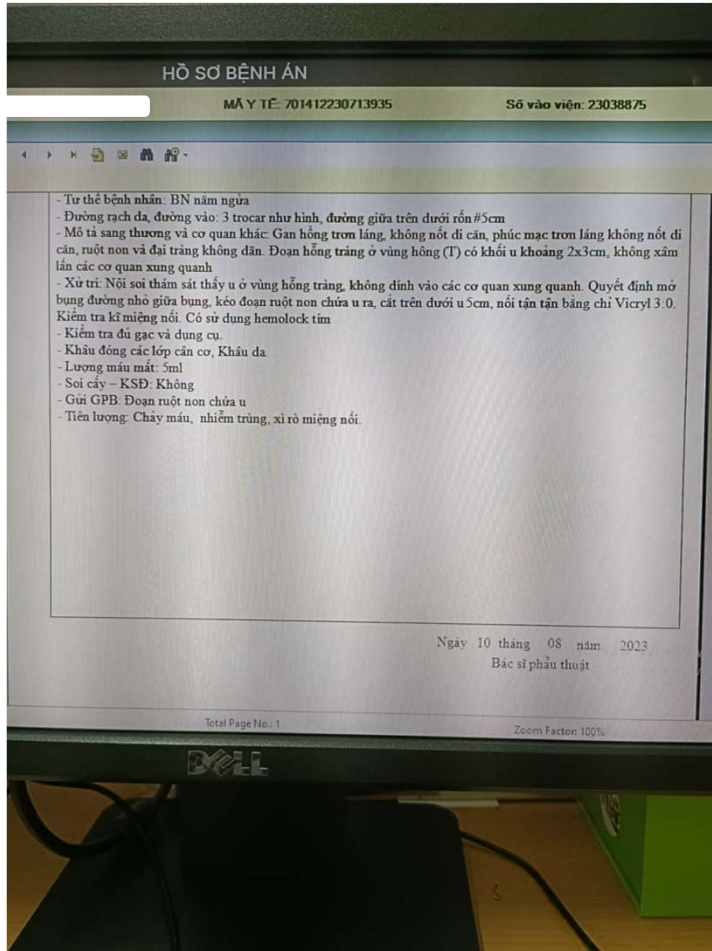 HỒ SƠ BỆNH ÁN
MÃ Y TẾ: 701412230713935 Số vào viện: 23038875
- Tư thế bệnh nhân: BN nằm ngửa
- Đường rạch da, đường vào: 3 trocar như hình, đường giữa trên dưới rốn #5cm
- Mô tả sang thương và cơ quan khác: Gan hồng trơn láng, không nốt di căn, phúc mạc trơn láng không nốt di
căn, ruột non và đại tràng không dãn. Đoạn hỗng tràng ở vùng hông (T) có khối u khoảng 2x3cm, không xâm
lấn các cơ quan xung quanh
- Xử trí: Nội soi thám sát thấy u ở vùng hỗng tràng, không dính vào các cơ quan xung quanh. Quyết định mở
bụng đường nhỏ giữa bụng, kéo đoạn ruột non chứa u ra, cắt trên dưới u 5cm, nối tận tận bằng chỉ Vicryl 3:0.
Kiểm tra kĩ miệng nối. Có sử dụng hemolock tím
- Kiểm tra đủ gạc và dụng cụ.
- Khâu đóng các lớp cân cơ, Khâu da
- Lượng máu mất: 5ml
- Soi cấy – KSĐ: Không
- Gửi GPB: Đoạn ruột non chứa u
- Tiên lượng: Chảy máu, nhiễm trùng, xì rò miệng nối.
Ngày 10 tháng 08 năm 2023
Bác sĩ phẫu thuật
Total Page No.: 1 Zoom Factor: 100%
DELL